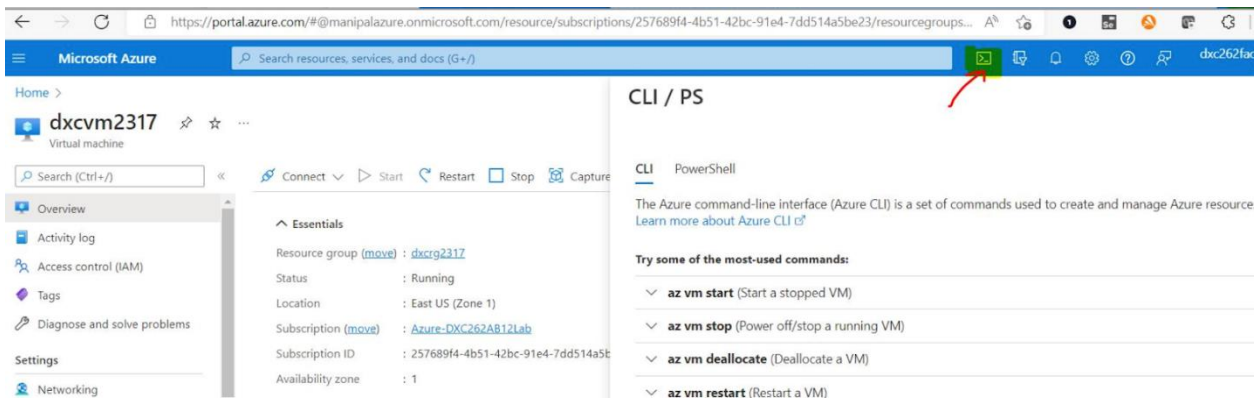 https://portal.azure.com/#@manipalazure.onmicrosoft.com/resource/subscriptions/257689f4-4b51-42bc-91e4-7dd514a5be23/resourcegroups...
Microsoft Azure
Search resources, services, and docs (G+/)
dxc262fac
Home >
dxcvm2317
Virtual machine
Search (Ctrl+/)
Overview
Activity log
Access control (IAM)
Tags
Diagnose and solve problems
Settings
Networking
Connect
Start
Restart
Stop
Capture
Essentials
Resource group (move) : dxcrg2317
Status : Running
Location : East US (Zone 1)
Subscription (move) : Azure-DXC262AB12Lab
Subscription ID : 257689f4-4b51-42bc-91e4-7dd514a5b
Availability zone : 1
CLI / PS
CLI PowerShell
The Azure command-line interface (Azure CLI) is a set of commands used to create and manage Azure resource
Learn more about Azure CLI
Try some of the most-used commands:
az vm start (Start a stopped VM)
az vm stop (Power off/stop a running VM)
az vm deallocate (Deallocate a VM)
az vm restart (Restart a VM)